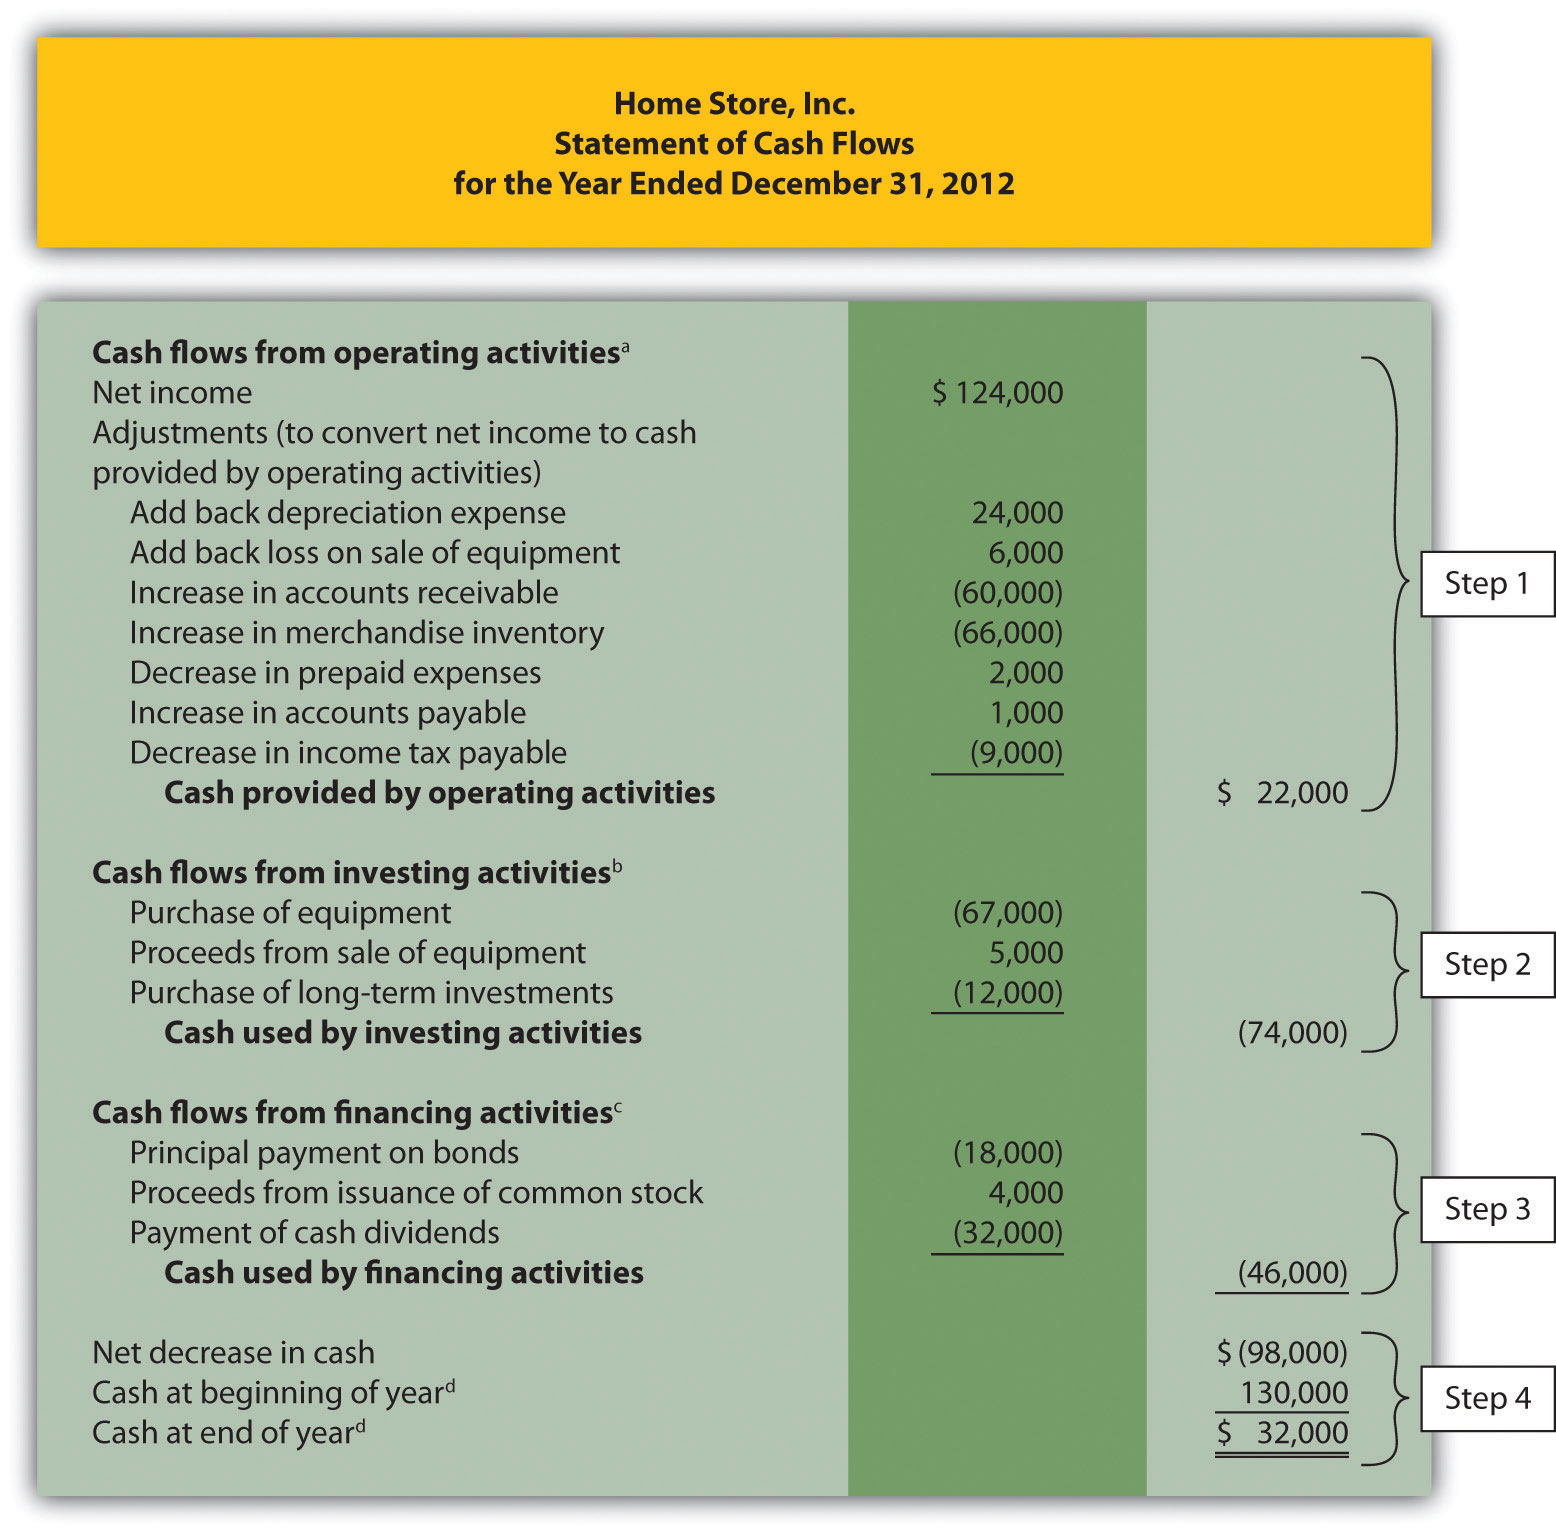 Home Store, Inc.
Statement of Cash Flows
for the Year Ended December 31, 2012
Cash flows from operating activitiesᵃ
Net income $ 124,000
Adjustments (to convert net income to cash
provided by operating activities)
Add back depreciation expense 24,000
Add back loss on sale of equipment 6,000
Step 1
Increase in accounts receivable (60,000)
Increase in merchandise inventory (66,000)
Decrease in prepaid expenses 2,000
Increase in accounts payable 1,000
Decrease in income tax payable (9,000)
Cash provided by operating activities $ 22,000
Cash flows from investing activitiesᵇ
Purchase of equipment (67,000)
Proceeds from sale of equipment 5,000
Step 2
Purchase of long-term investments (12,000)
Cash used by investing activities (74,000)
Cash flows from financing activitiesᶜ
Principal payment on bonds (18,000)
Proceeds from issuance of common stock 4,000
Step 3
Payment of cash dividends (32,000)
Cash used by financing activities (46,000)
Net decrease in cash $ (98,000)
Cash at beginning of yearᵈ 130,000
Step 4
Cash at end of yearᵈ $ 32,000